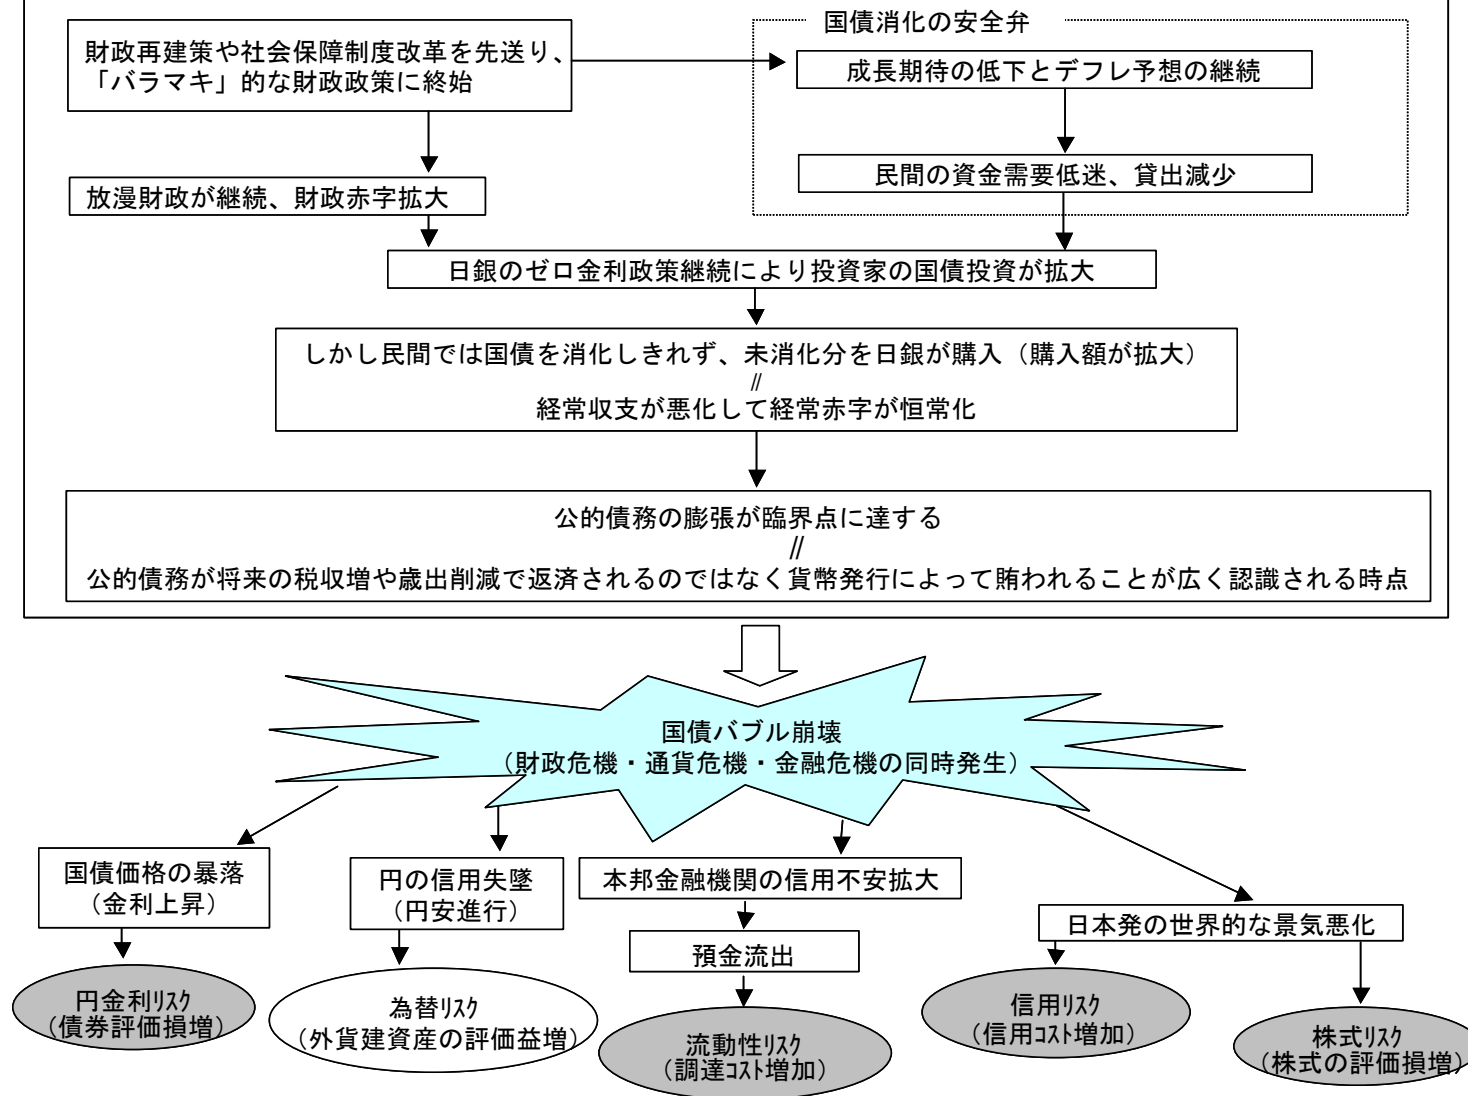 財政再建策や社会保障制度改革を先送り、
「バラマキ」的な財政政策に終始
国債消化の安全弁
成長期待の低下とデフレ予想の継続
民間の資金需要低迷、貸出減少
放漫財政が継続、財政赤字拡大
日銀のゼロ金利政策継続により投資家の国債投資が拡大
しかし民間では国債を消化しきれず、未消化分を日銀が購入（購入額が拡大）
〃
経常収支が悪化して経常赤字が恒常化
公的債務の膨張が臨界点に達する
〃
公的債務が将来の税収増や歳出削減で返済されるのではなく貨幣発行によって賄われることが広く認識される時点
国債バブル崩壊
（財政危機・通貨危機・金融危機の同時発生）
国債価格の暴落
（金利上昇）
円の信用失墜
（円安進行）
本邦金融機関の信用不安拡大
日本発の世界的な景気悪化
預金流出
円金利ﾘｽｸ
（債券評価損増）
為替ﾘｽｸ
（外貨建資産の評価益増）
流動性ﾘｽｸ
（調達ｺｽﾄ増加）
信用ﾘｽｸ
（信用ｺｽﾄ増加）
株式ﾘｽｸ
（株式の評価損増）